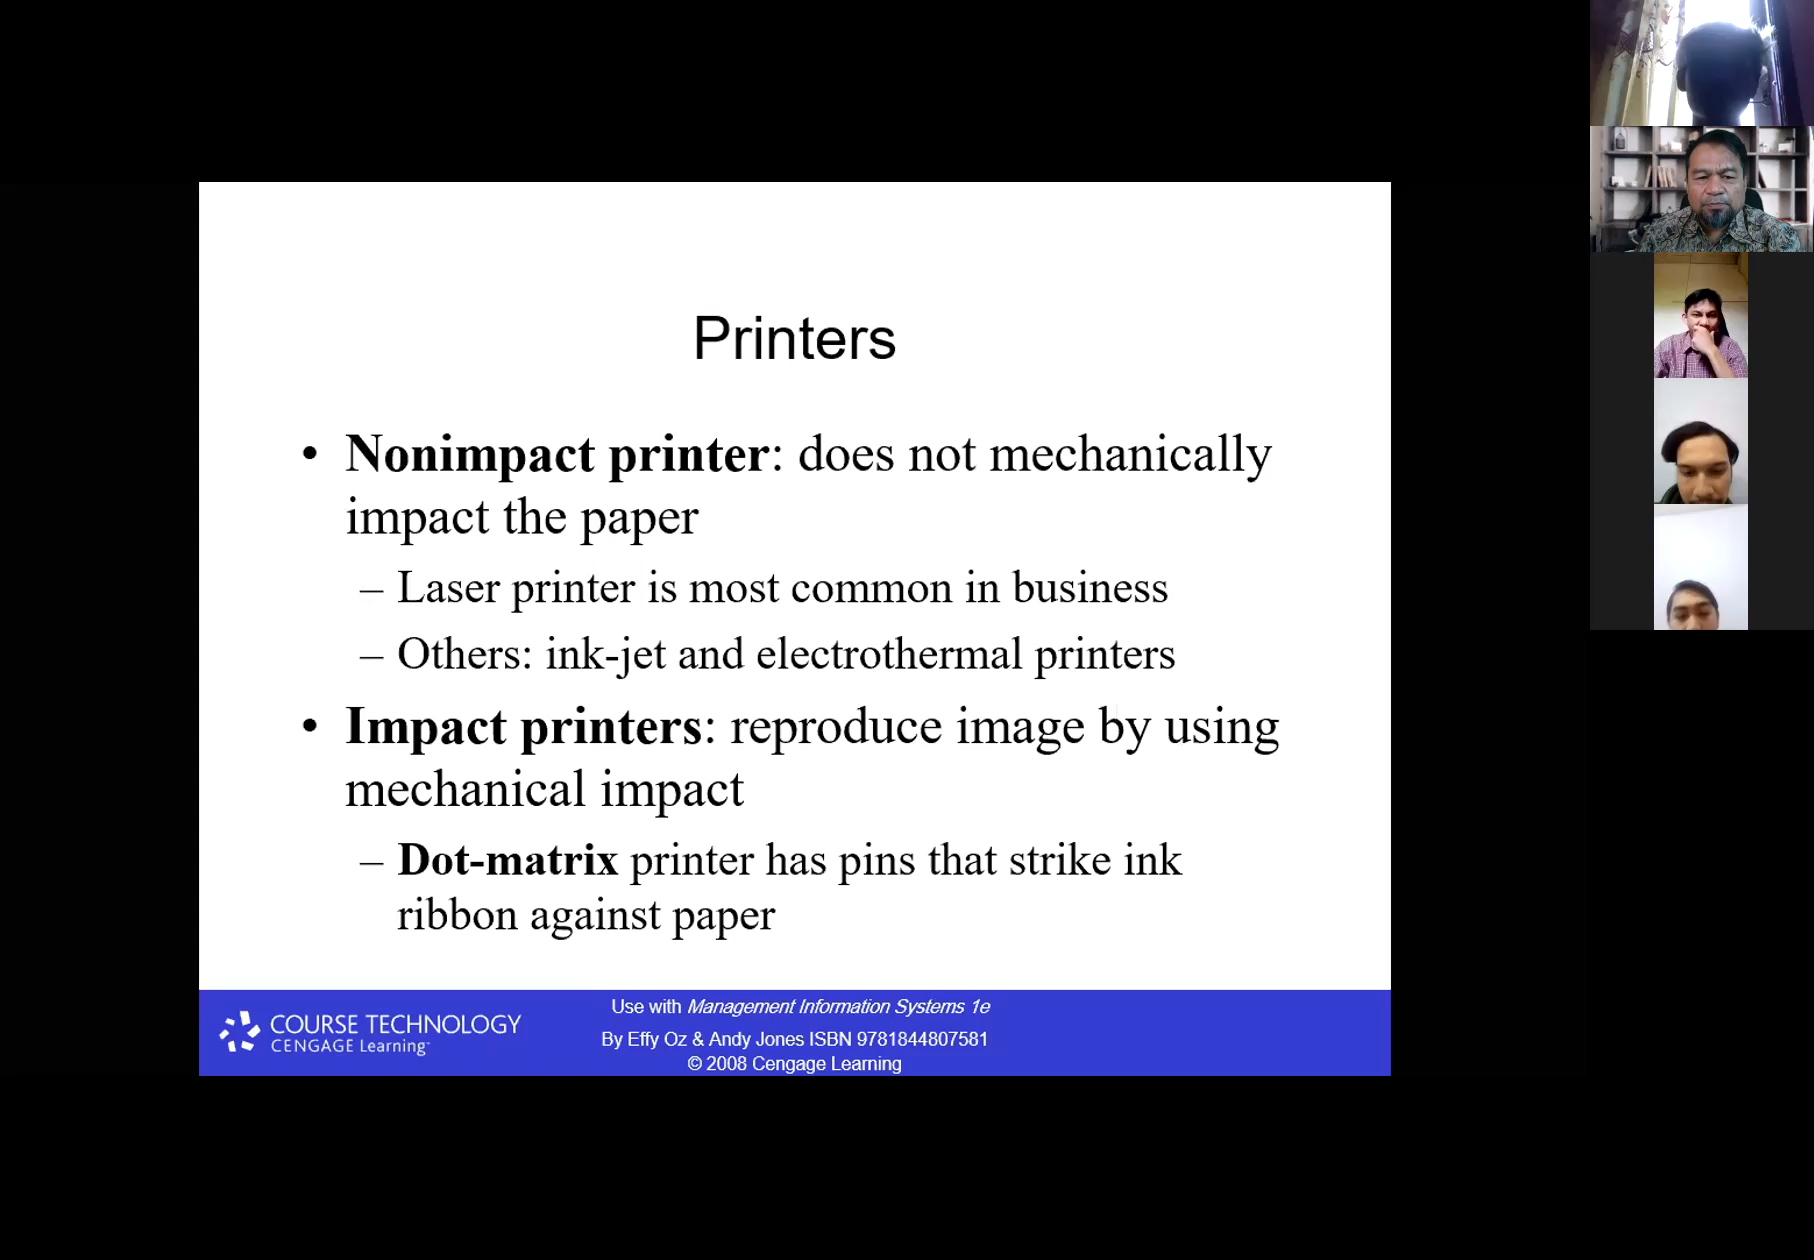 Printers
• Nonimpact printer: does not mechanically
impact the paper
– Laser printer is most common in business
– Others: ink-jet and electrothermal printers
• Impact printers: reproduce image by using
mechanical impact
– Dot-matrix printer has pins that strike ink
ribbon against paper
COURSE TECHNOLOGY
CENGAGE Learning™
Use with Management Information Systems 1e
By Effy Oz & Andy Jones ISBN 9781844807581
© 2008 Cengage Learning